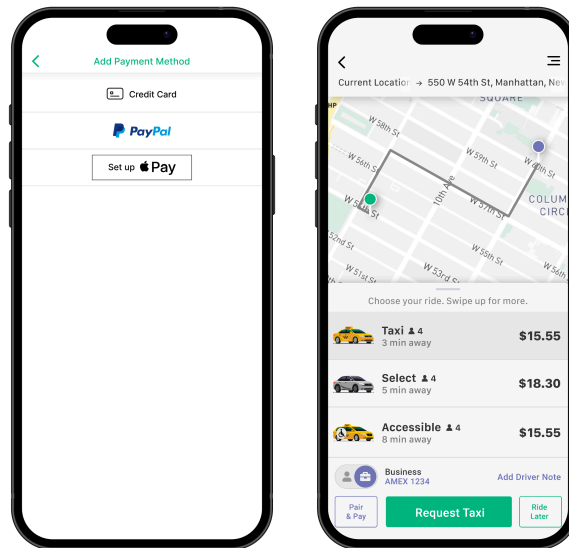 Add Payment Method
Credit Card
PayPal
Set up Pay
Current Location → 550 W 54th St, Manhattan, New
SQUARE
HP
W 58th St
W 56th St
W 59th St
W 60th St
10th Ave
W 57th St
COLUM
CIRC
52nd St
W 55th St
W 51st St
W 53rd St
W 56th
Choose your ride. Swipe up for more.
Taxi 4
3 min away
$15.55
Select 4
5 min away
$18.30
Accessible 4
8 min away
$15.55
Business
AMEX 1234
Add Driver Note
Pair
& Pay
Request Taxi
Ride
Later